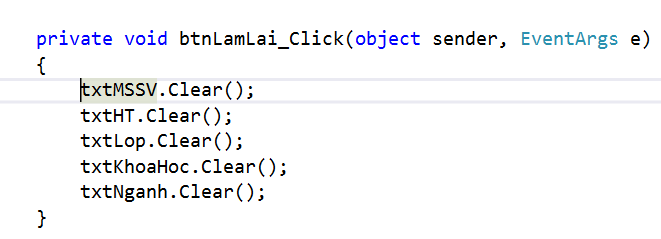 private void btnLamLai_Click(object sender, EventArgs e)
{
txtMSSV.Clear();
txtHT.Clear();
txtLop.Clear();
txtKhoaHoc.Clear();
txtNganh.Clear();
}